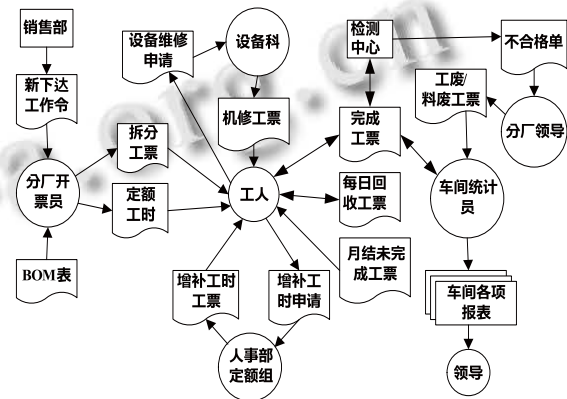 销售部
新下达
工作令
分厂开
票员
BOM表
设备维修
申请
设备科
机修工票
拆分
工票
定额
工时
工人
增补工时
工票
增补工
时申请
人事部
定额组
检测
中心
完成
工票
每日回
收工票
月结未完
成工票
不合格单
工废/
料废工票
分厂领导
车间统计
员
车间各项
报表
领导